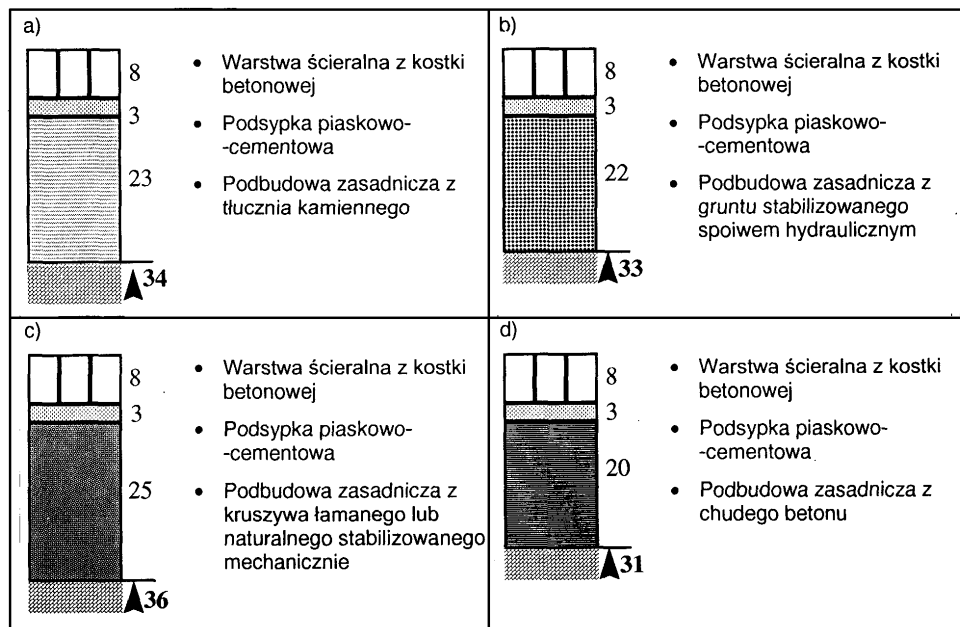 a)
8
3
23
34
• Warstwa ścieralna z kostki
betonowej
• Podsypka piaskowo-
-cementowa
• Podbudowa zasadnicza z
tłucznia kamiennego
b)
8
3
22
33
• Warstwa ścieralna z kostki
betonowej
• Podsypka piaskowo-
-cementowa
• Podbudowa zasadnicza z
gruntu stabilizowanego
spoiwem hydraulicznym
c)
8
3
25
36
• Warstwa ścieralna z kostki
betonowej
• Podsypka piaskowo-
-cementowa
• Podbudowa zasadnicza z
kruszywa łamanego lub
naturalnego stabilizowanego
mechanicznie
d)
8
3
20
31
• Warstwa ścieralna z kostki
betonowej
• Podsypka piaskowo-
-cementowa
• Podbudowa zasadnicza z
chudego betonu